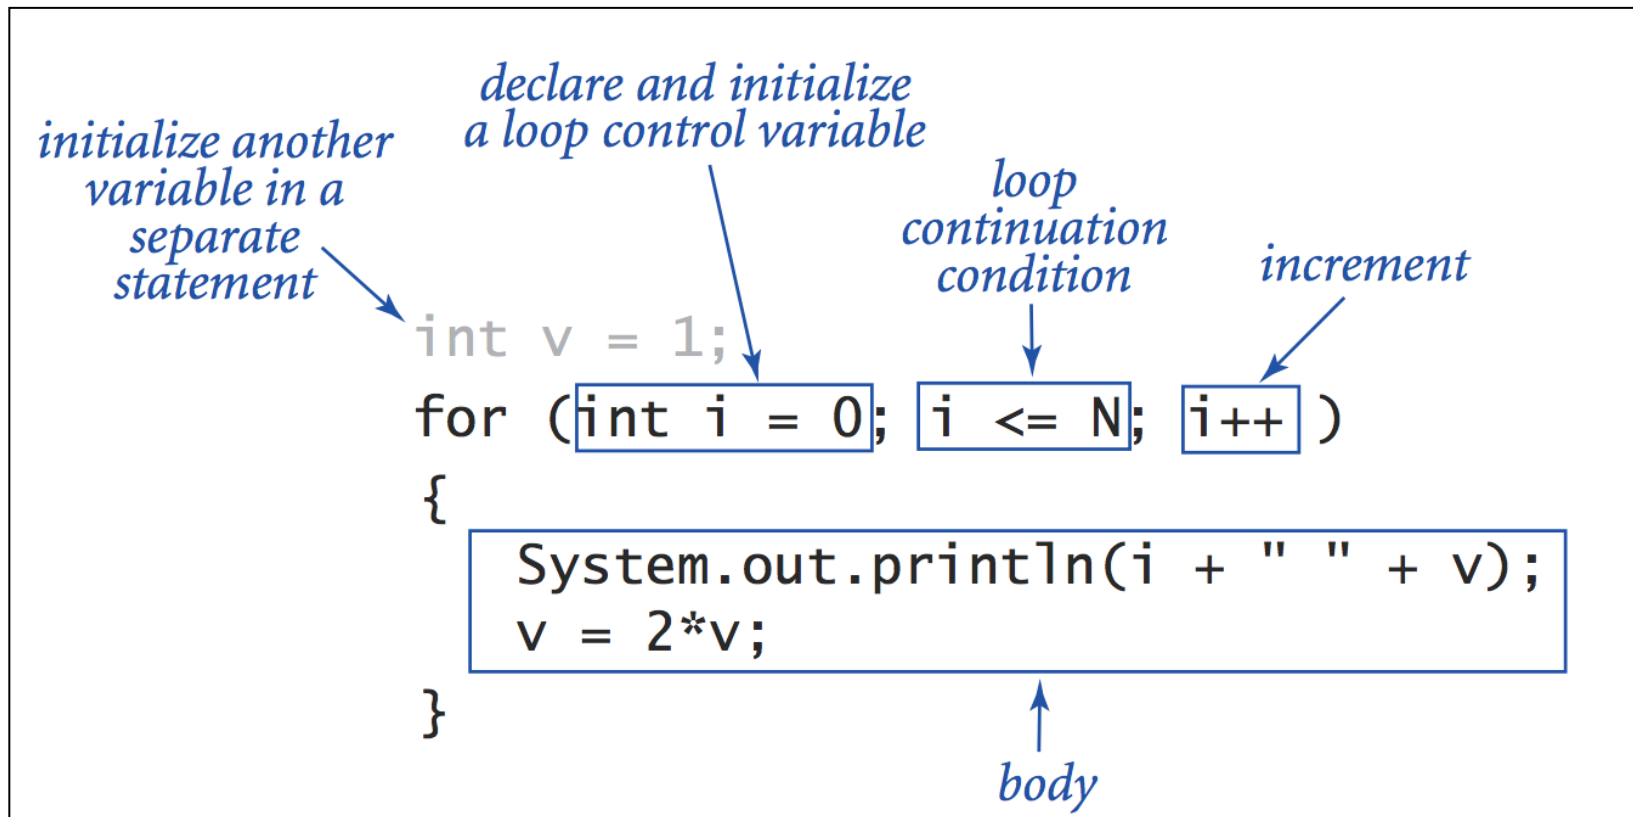 declare and initialize
a loop control variable
initialize another
variable in a
separate
statement
loop
continuation
condition
increment
int v = 1;
for (int i = 0; i <= N; i++ )
{
System.out.println(i + " " + v);
v = 2*v;
}
body